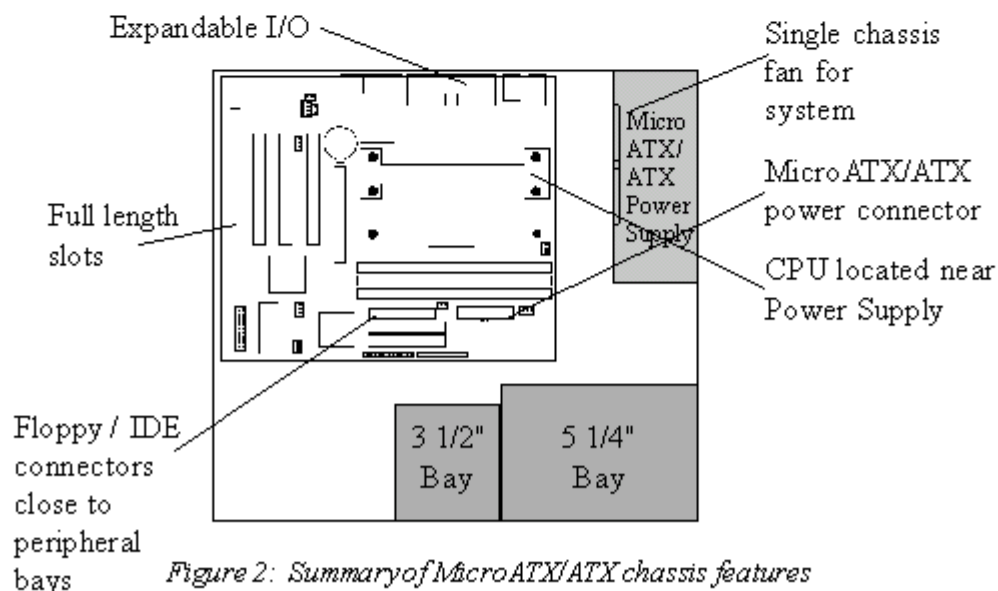 Expandable I/O
Single chassis
fan for
system
Micro
ATX/
ATX
Power
Supply
MicroATX/ATX
power connector
Full length
slots
CPU located near
Power Supply
Floppy / IDE
connectors
close to
peripheral
bays
3 1/2"
Bay
5 1/4"
Bay
Figure 2: Summary of MicroATX/ATX chassis features